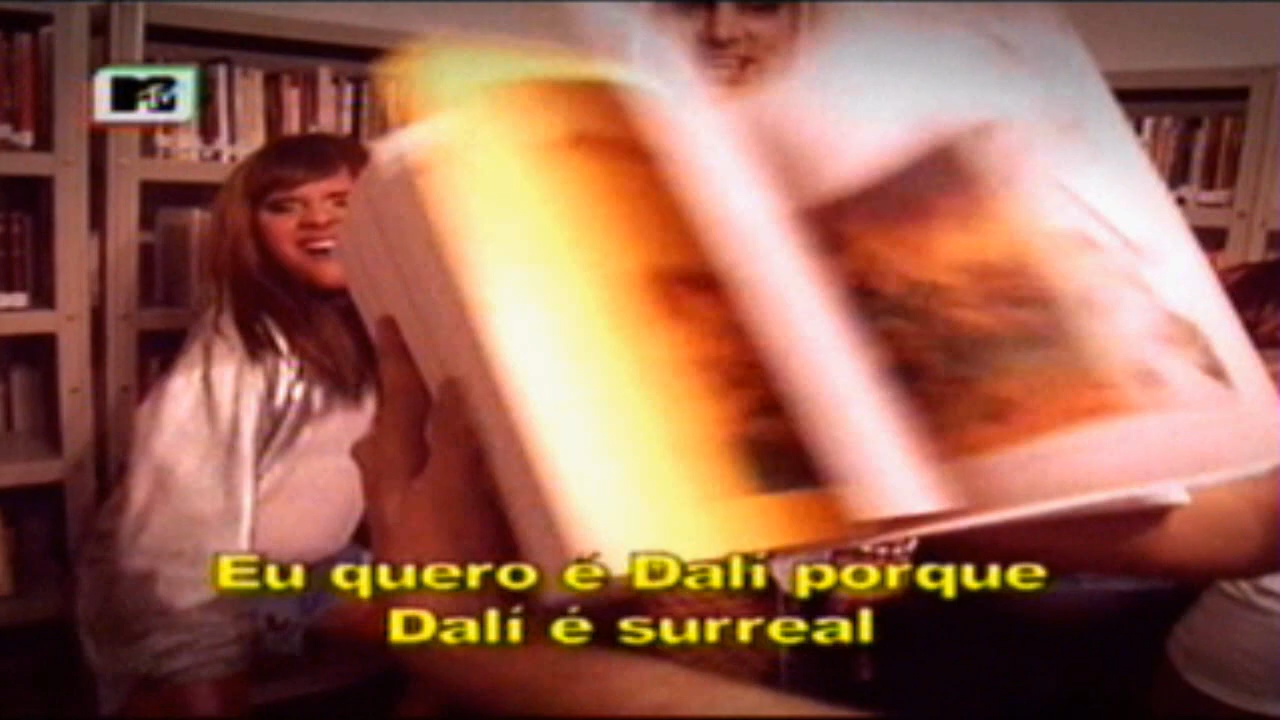 MTV
Eu quero é Dalí porque
Dalí é surreal